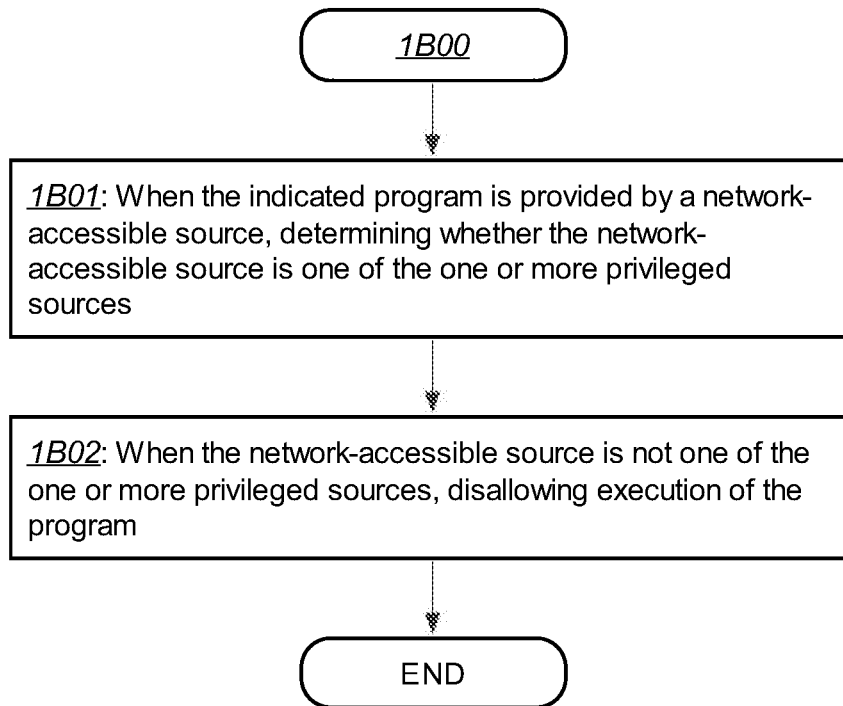 1B00
1B01: When the indicated program is provided by a network-
accessible source, determining whether the network-
accessible source is one of the one or more privileged
sources
1B02: When the network-accessible source is not one of the
one or more privileged sources, disallowing execution of the
program
END